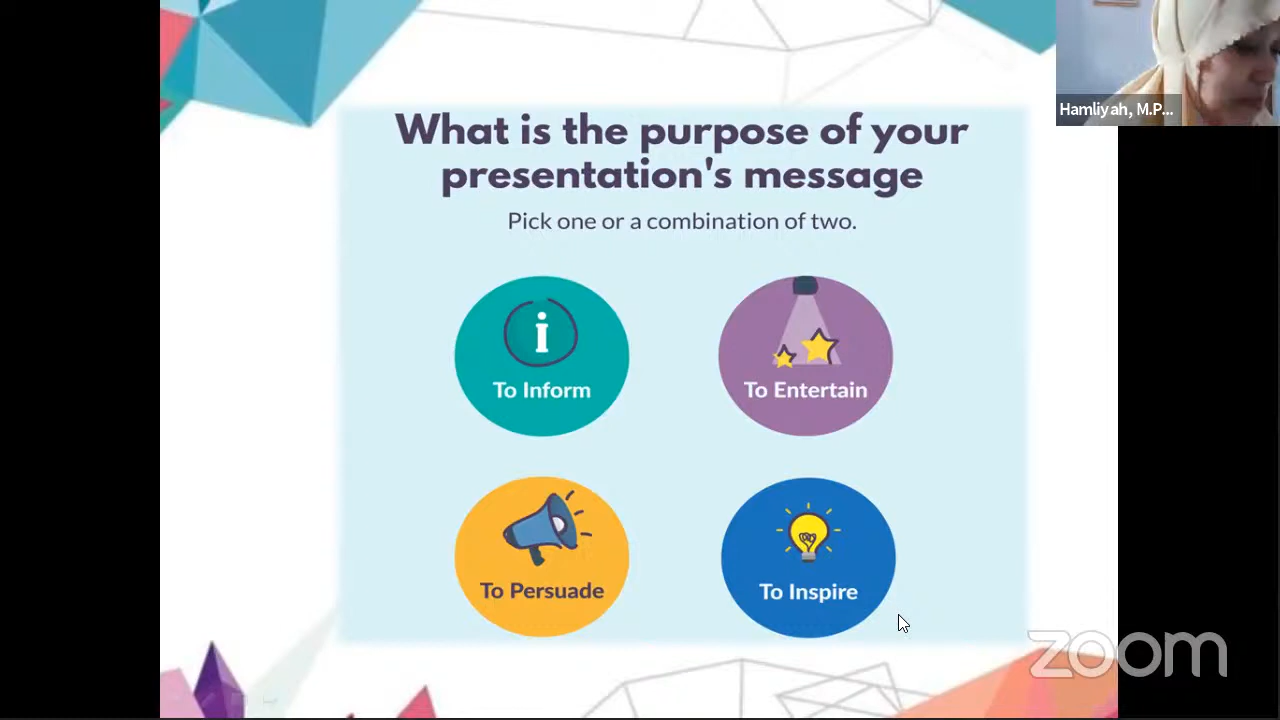 What is the purpose of your
presentation's message
Pick one or a combination of two.
i
To Inform
To Entertain
To Persuade
To Inspire
Hamliyah, M.P...
zoom